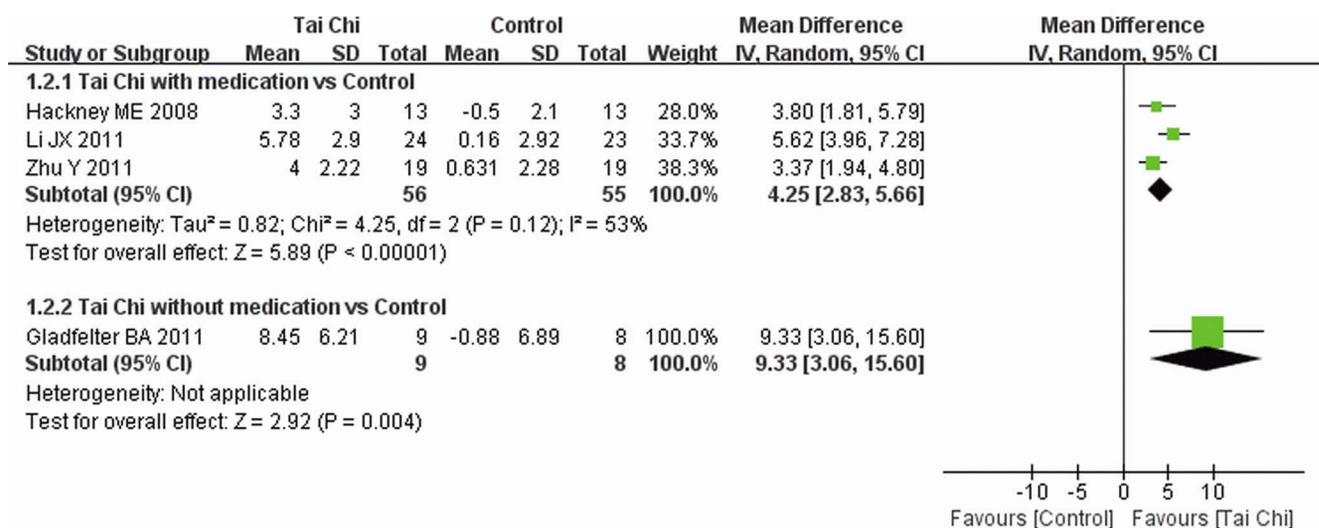 Tai Chi Control Mean Difference Mean Difference
Study or Subgroup Mean SD Total Mean SD Total Weight IV, Random, 95% CI IV, Random, 95% CI
1.2.1 Tai Chi with medication vs Control
Hackney ME 2008 3.3 3 13 -0.5 2.1 13 28.0% 3.80 [1.81, 5.79]
Li JX 2011 5.78 2.9 24 0.16 2.92 23 33.7% 5.62 [3.96, 7.28]
Zhu Y 2011 4 2.22 19 0.631 2.28 19 38.3% 3.37 [1.94, 4.80]
Subtotal (95% CI) 56 55 100.0% 4.25 [2.83, 5.66]
Heterogeneity: Tau² = 0.82; Chi² = 4.25, df = 2 (P = 0.12); I² = 53%
Test for overall effect: Z = 5.89 (P < 0.00001)
1.2.2 Tai Chi without medication vs Control
Gladfelter BA 2011 8.45 6.21 9 -0.88 6.89 8 100.0% 9.33 [3.06, 15.60]
Subtotal (95% CI) 9 8 100.0% 9.33 [3.06, 15.60]
Heterogeneity: Not applicable
Test for overall effect: Z = 2.92 (P = 0.004)
-10 -5 0 5 10
Favours [Control] Favours [Tai Chi]